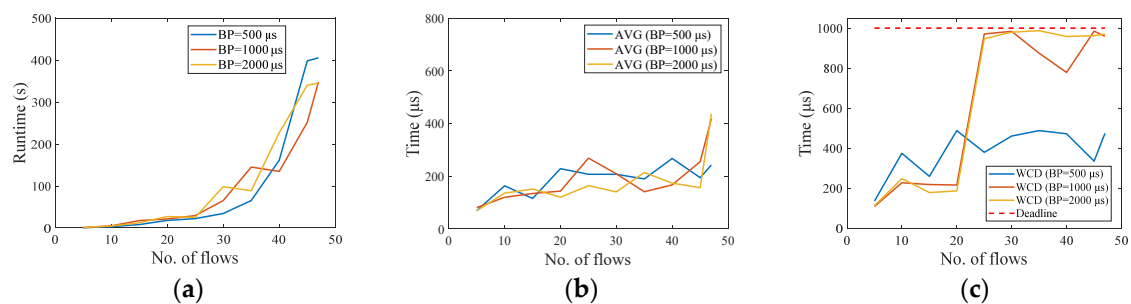 500
400
300
200
100
0
Runtime (s)
BP=500 μs
BP=1000 μs
BP=2000 μs
0 10 20 30 40 50
No. of flows
(a)
800
600
400
200
0
Time (μs)
AVG (BP=500 μs)
AVG (BP=1000 μs)
AVG (BP=2000 μs)
0 10 20 30 40 50
No. of flows
(b)
1000
800
600
400
200
0
Time (μs)
WCD (BP=500 μs)
WCD (BP=1000 μs)
WCD (BP=2000 μs)
Deadline
0 10 20 30 40 50
No. of flows
(c)